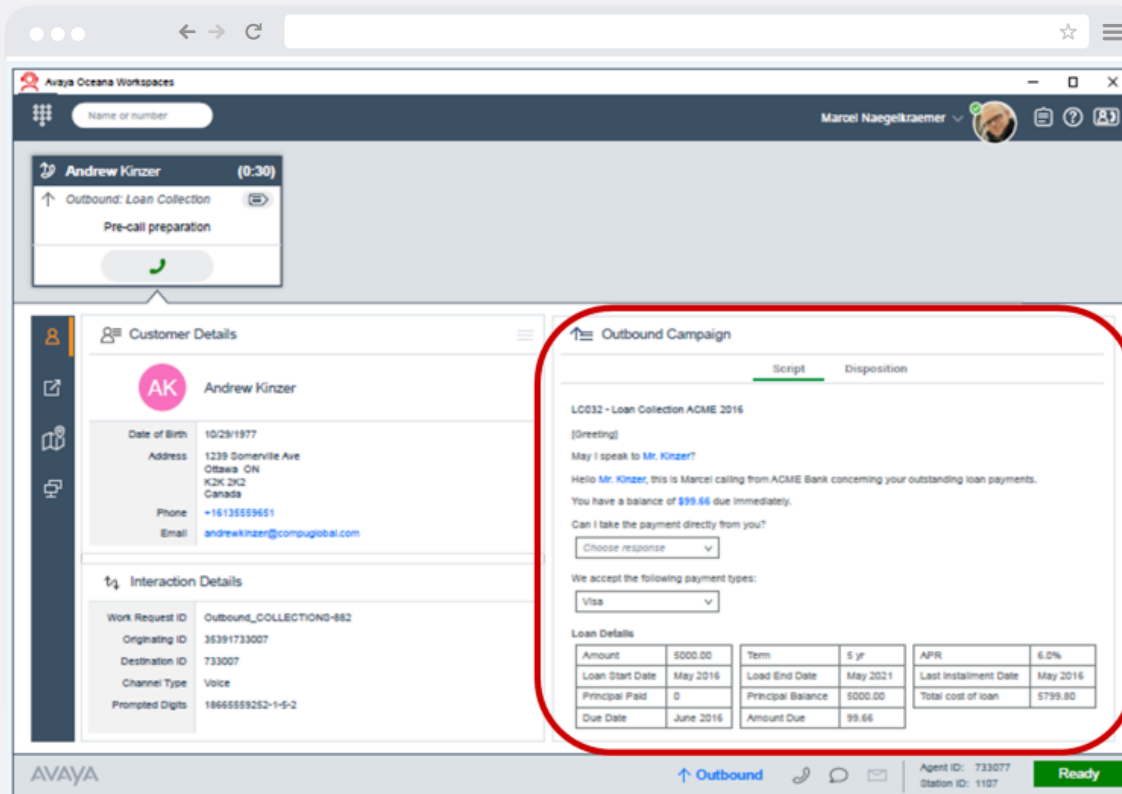 Avaya Oceana Workspaces
Name or number
Marcel Naegelkraemer
Andrew Kinzer (0:30)
Outbound: Loan Collection
Pre-call preparation
Customer Details
AK
Andrew Kinzer
Date of Birth 10/29/1977
Address 1239 Somerville Ave
Ottawa ON
K2K 2K2
Canada
Phone +16135559651
Email andrewkinzer@compuglobal.com
Interaction Details
Work Request ID Outbound_COLLECTIONS-662
Originating ID 35391733007
Destination ID 733007
Channel Type Voice
Prompted Digits 18665559252-1-5-2
Outbound Campaign
Script Disposition
LC032 - Loan Collection ACME 2016
[Greeting]
May I speak to Mr. Kinzer?
Hello Mr. Kinzer, this is Marcel calling from ACME Bank concerning your outstanding loan payments.
You have a balance of $99.66 due immediately.
Can I take the payment directly from you?
Choose response
We accept the following payment types:
Visa
Loan Details
Amount 5000.00 Term 5 yr APR 6.0%
Loan Start Date May 2016 Load End Date May 2021 Last Instalment Date May 2016
Principal Paid 0 Principal Balance 5000.00 Total cost of loan 5799.80
Due Date June 2016 Amount Due 99.66
AVAYA
Outbound
Agent ID: 733077
Station ID: 1107
Ready